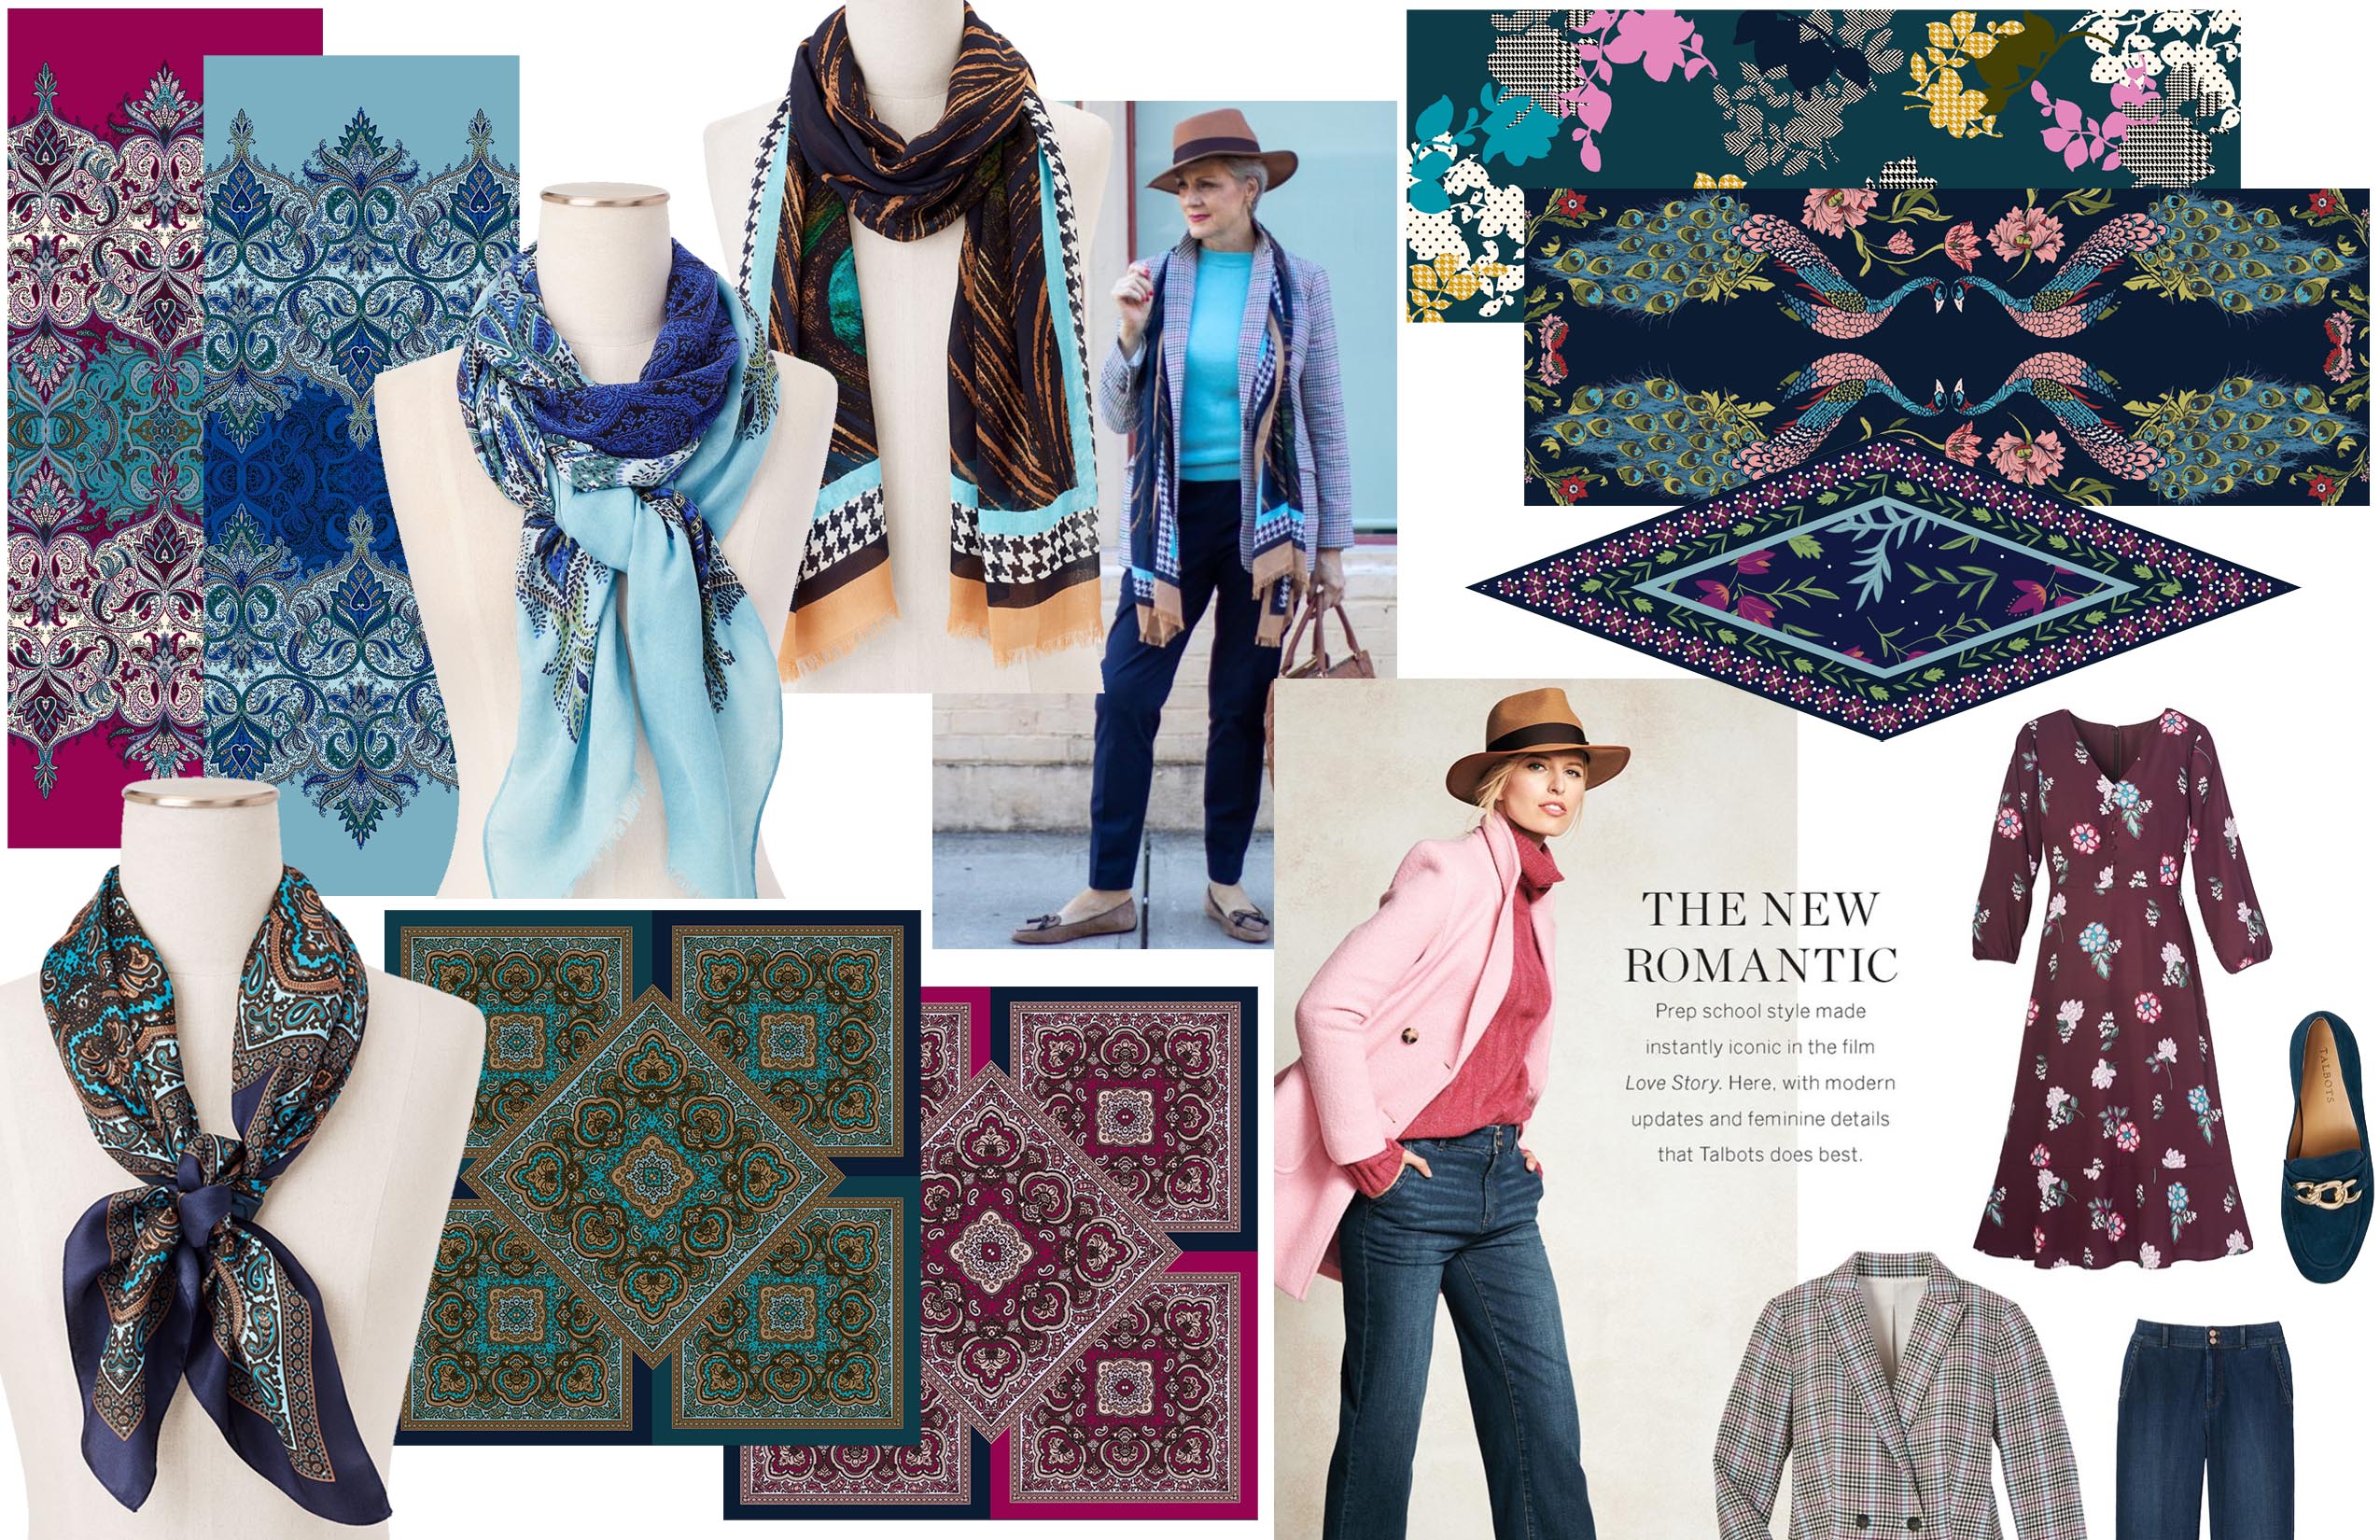 THE NEW
ROMANTIC
Prep school style made
instantly iconic in the film
Love Story. Here, with modern
updates and feminine details
that Talbots does best.
TALBOTS